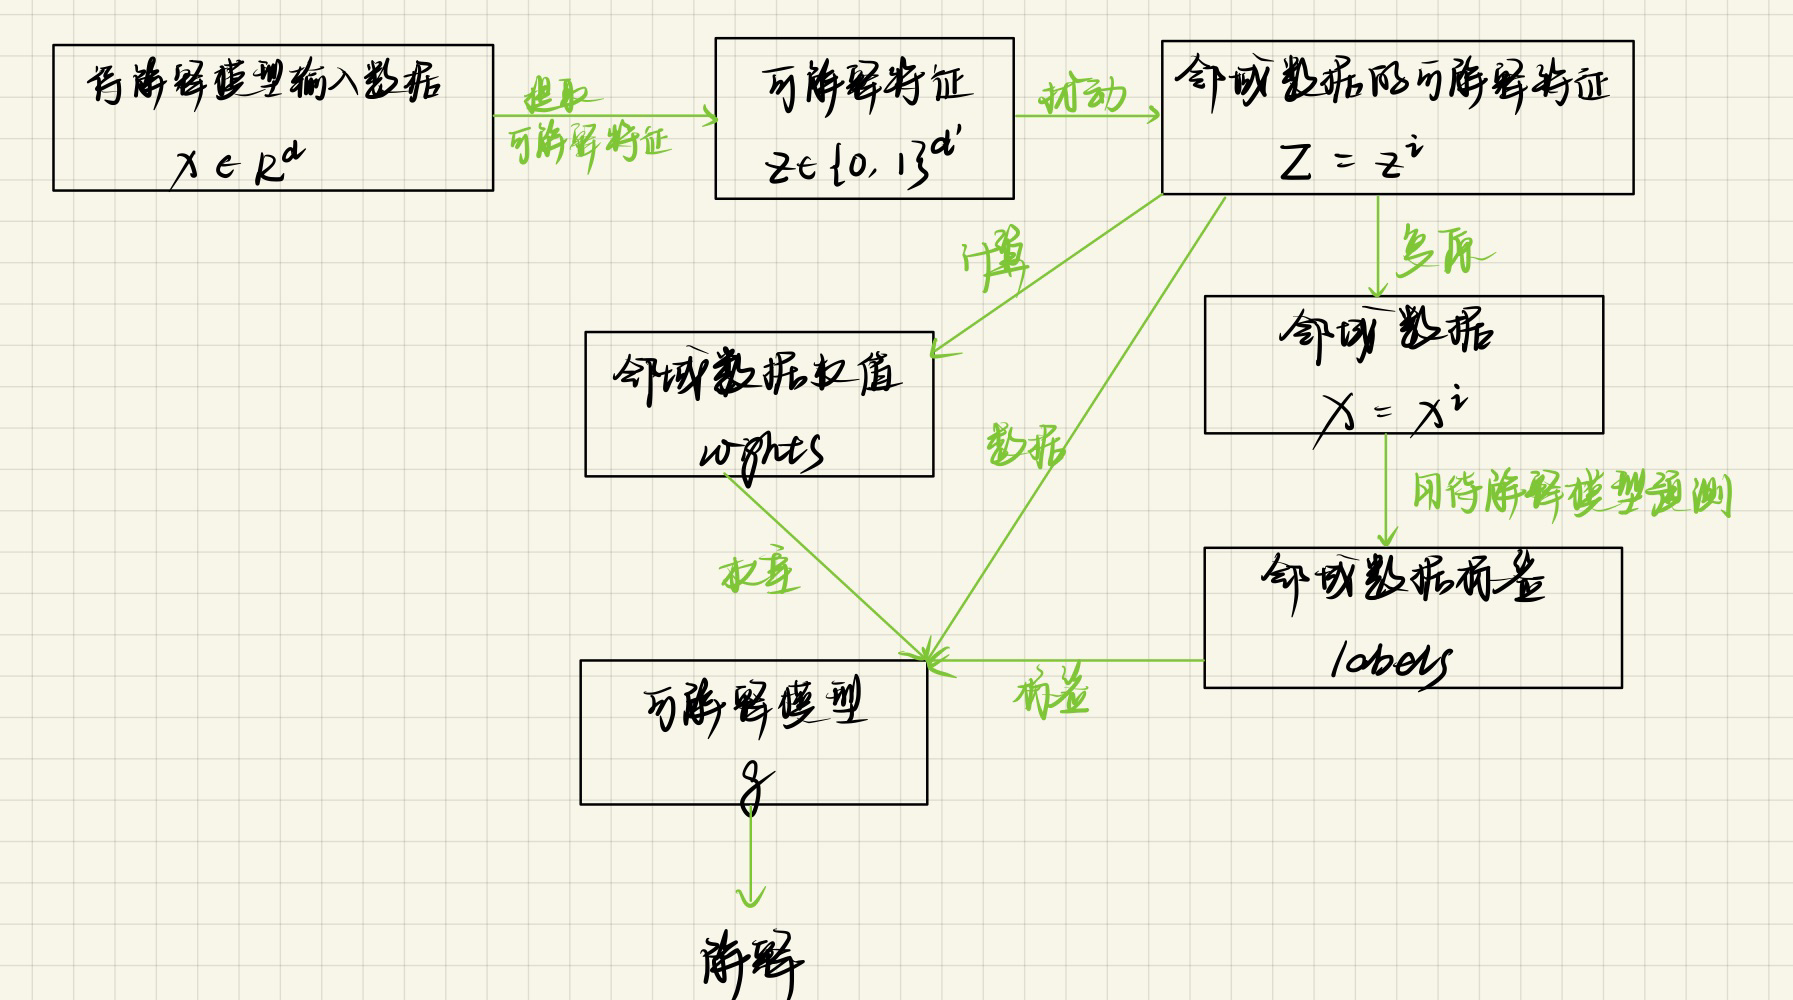 待解释模型输入数据
x ∈ R^d
提取
可解释特征
可解释特征
z ∈ {0, 1}^d'
扰动
邻域数据的可解释特征
Z = z^i
计算
复原
邻域数据权值
wghts
邻域数据
X = x^i
数据
用待解释模型预测
权重
邻域数据标签
labels
标签
可解释模型
g
解释